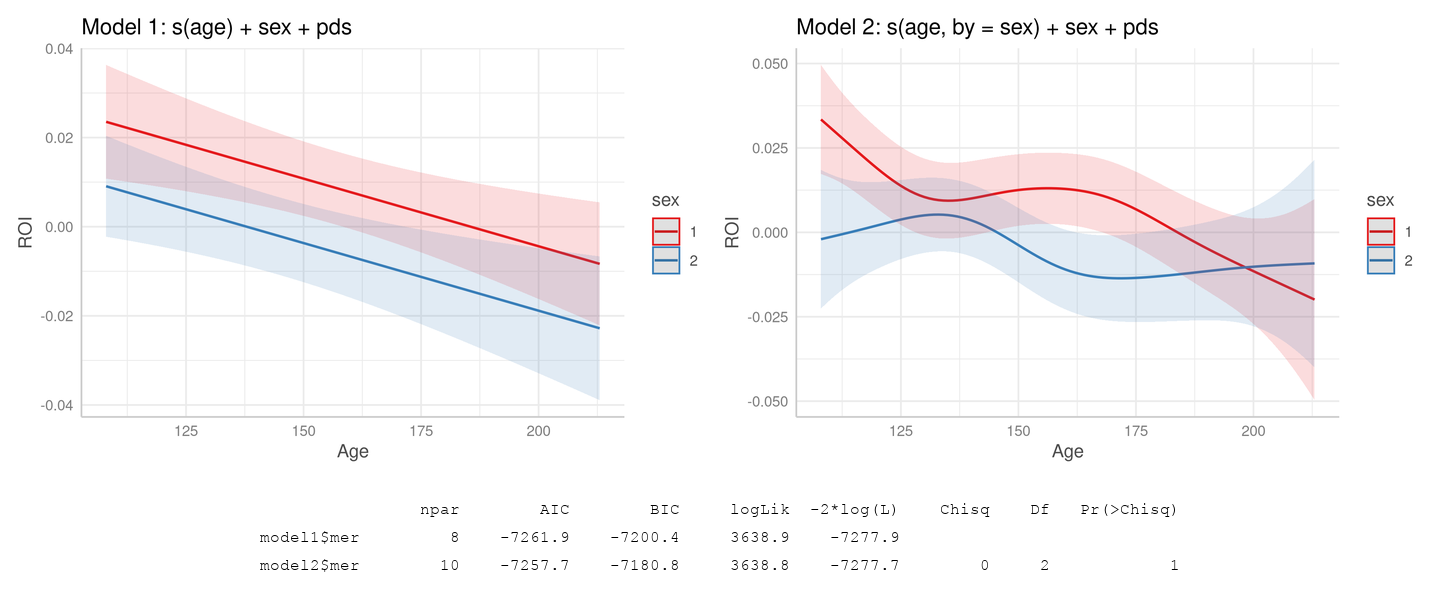 Model 1: s(age) + sex + pds
0.04
0.02
0.00
-0.02
-0.04
ROI
125 150 175 200
Age
sex
1
2
Model 2: s(age, by = sex) + sex + pds
0.050
0.025
0.000
-0.025
-0.050
ROI
125 150 175 200
Age
sex
1
2
npar AIC BIC logLik -2*log(L) Chisq Df Pr(>Chisq)
model1$mer 8 -7261.9 -7200.4 3638.9 -7277.9
model2$mer 10 -7257.7 -7180.8 3638.8 -7277.7 0 2 1